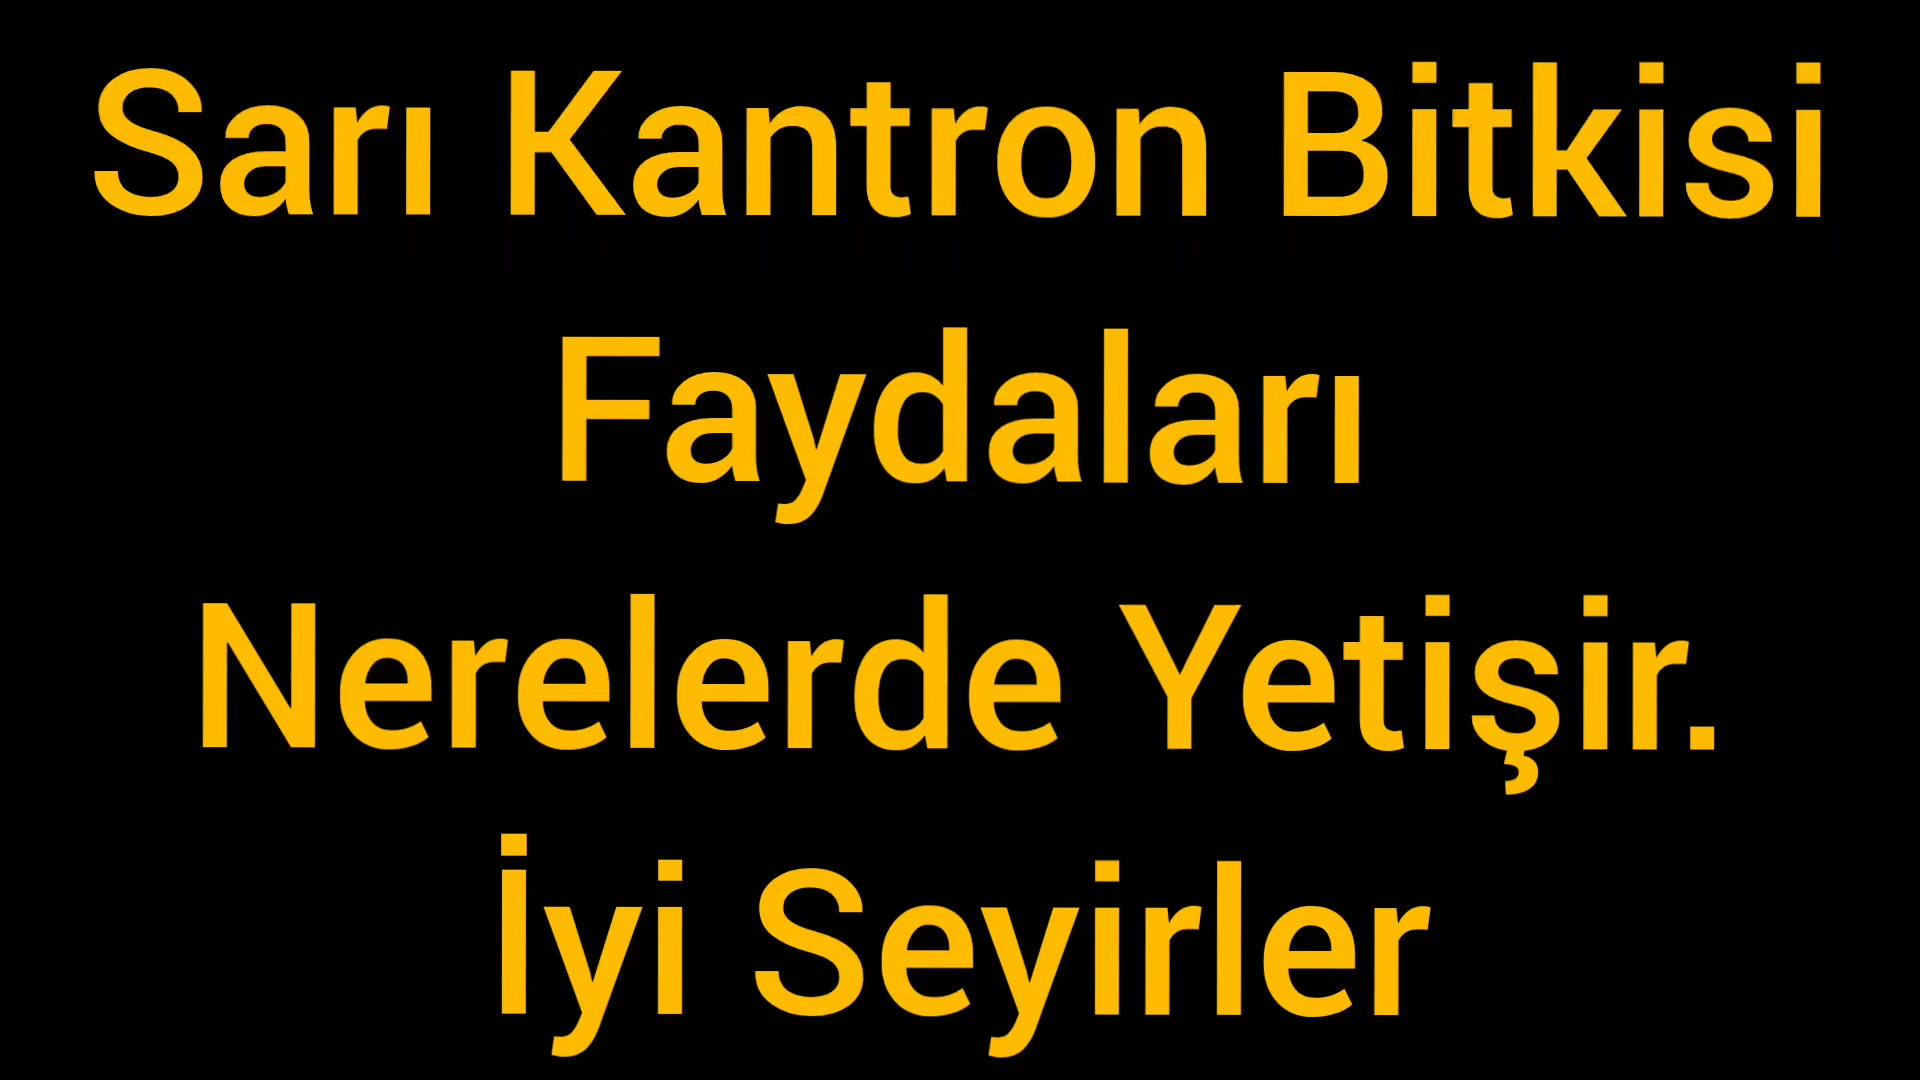 Sarı Kantron Bitkisi
Faydaları
Nerelerde Yetişir.
İyi Seyirler